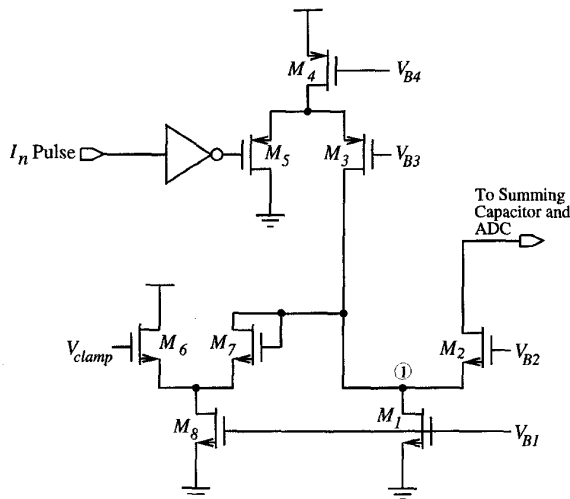 M4
VB4
In Pulse
M5
M3
VB3
To Summing
Capacitor and
ADC
Vclamp
M6
M7
M2
VB2
1
M8
M1
VB1